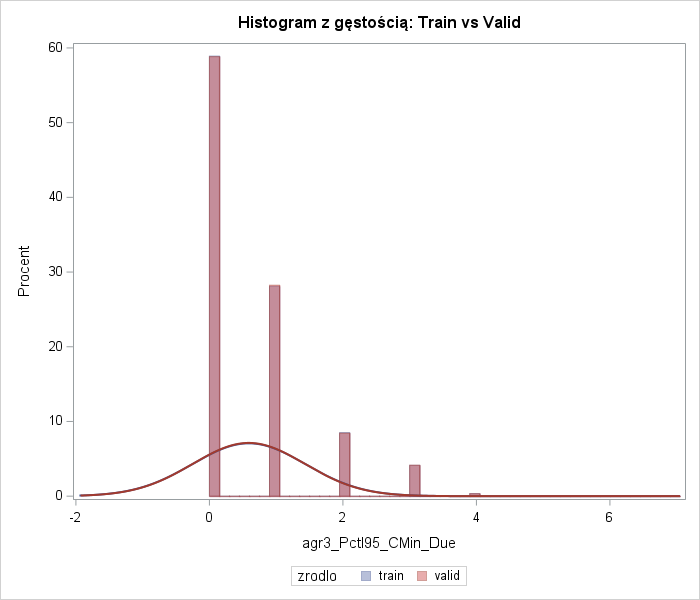 Histogram z gęstością: Train vs Valid
60
50
40
30
20
10
0
Procent
-2 0 2 4 6
agr3_Pctl95_CMin_Due
zrodlo train valid